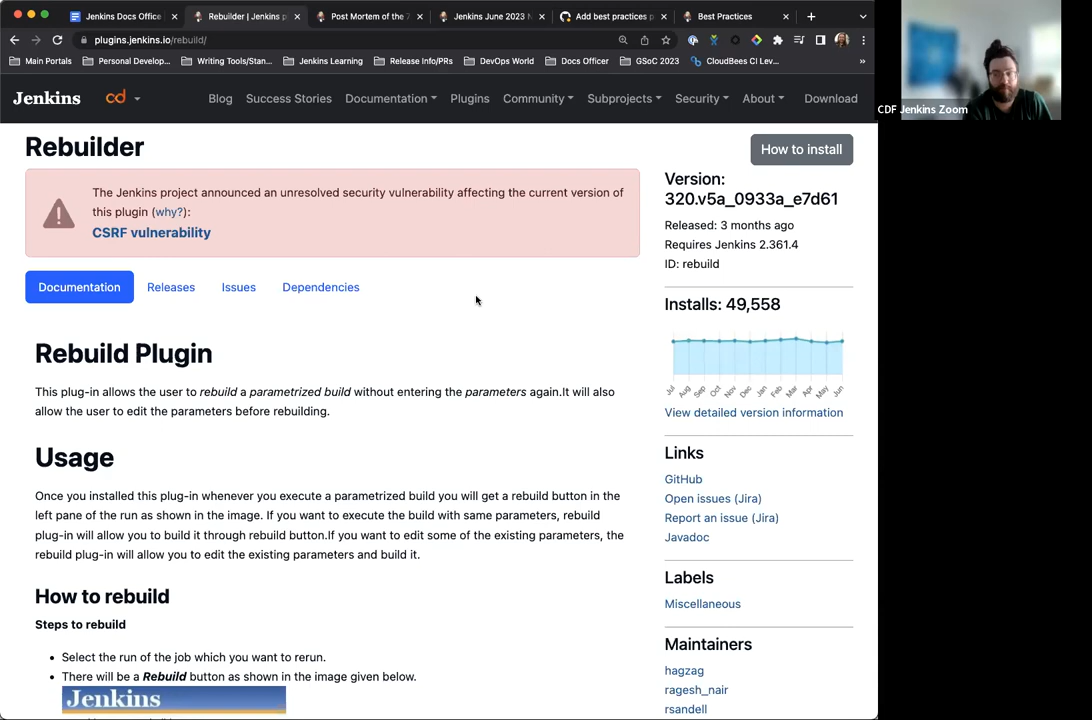 Jenkins Docs Office
Rebuilder | Jenkins p
Post Mortem of the 7
Jenkins June 2023 N
Add best practices p
Best Practices
plugins.jenkins.io/rebuild/
Main Portals
Personal Develop...
Writing Tools/Stan...
Jenkins Learning
Release Info/PRs
DevOps World
Docs Officer
GSoC 2023
CloudBees CI Lev...
»
Jenkins cd Blog Success Stories Documentation Plugins Community Subprojects Security About Download
CDF Jenkins Zoom
Rebuilder
How to install
The Jenkins project announced an unresolved security vulnerability affecting the current version of
this plugin (why?):
CSRF vulnerability
Documentation Releases Issues Dependencies
Rebuild Plugin
This plug-in allows the user to rebuild a parametrized build without entering the parameters again.It will also
allow the user to edit the parameters before rebuilding.
Usage
Once you installed this plug-in whenever you execute a parametrized build you will get a rebuild button in the
left pane of the run as shown in the image. If you want to execute the build with same parameters, rebuild
plug-in will allow you to build it through rebuild button.If you want to edit some of the existing parameters, the
rebuild plug-in will allow you to edit the existing parameters and build it.
How to rebuild
Steps to rebuild
• Select the run of the job which you want to rerun.
• There will be a Rebuild button as shown in the image given below.
Jenkins
Version:
320.v5a_0933a_e7d61
Released: 3 months ago
Requires Jenkins 2.361.4
ID: rebuild
Installs: 49,558
Jul Aug Sep Oct Nov Dec Jan Feb Mar Apr May Jun
View detailed version information
Links
GitHub
Open issues (Jira)
Report an issue (Jira)
Javadoc
Labels
Miscellaneous
Maintainers
hagzag
ragesh_nair
rsandell